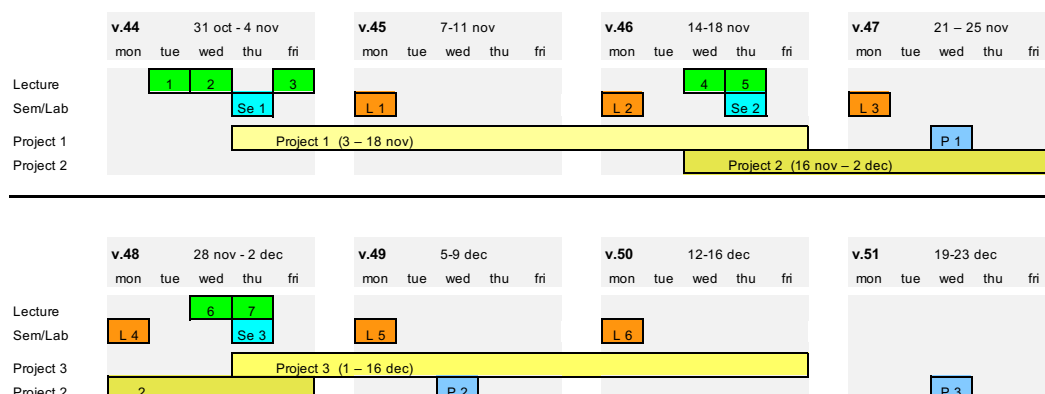 v.44 31 oct - 4 nov v.45 7-11 nov v.46 14-18 nov v.47 21 – 25 nov
mon tue wed thu fri mon tue wed thu fri mon tue wed thu fri mon tue wed thu fri
Lecture 1 2 3 4 5
Sem/Lab Se 1 L 1 L 2 Se 2 L 3
Project 1 Project 1 (3 – 18 nov) P 1
Project 2 Project 2 (16 nov – 2 dec)
v.48 28 nov - 2 dec v.49 5-9 dec v.50 12-16 dec v.51 19-23 dec
mon tue wed thu fri mon tue wed thu fri mon tue wed thu fri mon tue wed thu fri
Lecture 6 7
Sem/Lab L 4 Se 3 L 5 L 6
Project 3 Project 3 (1 – 16 dec)
Project 2 2 P 2 P 3